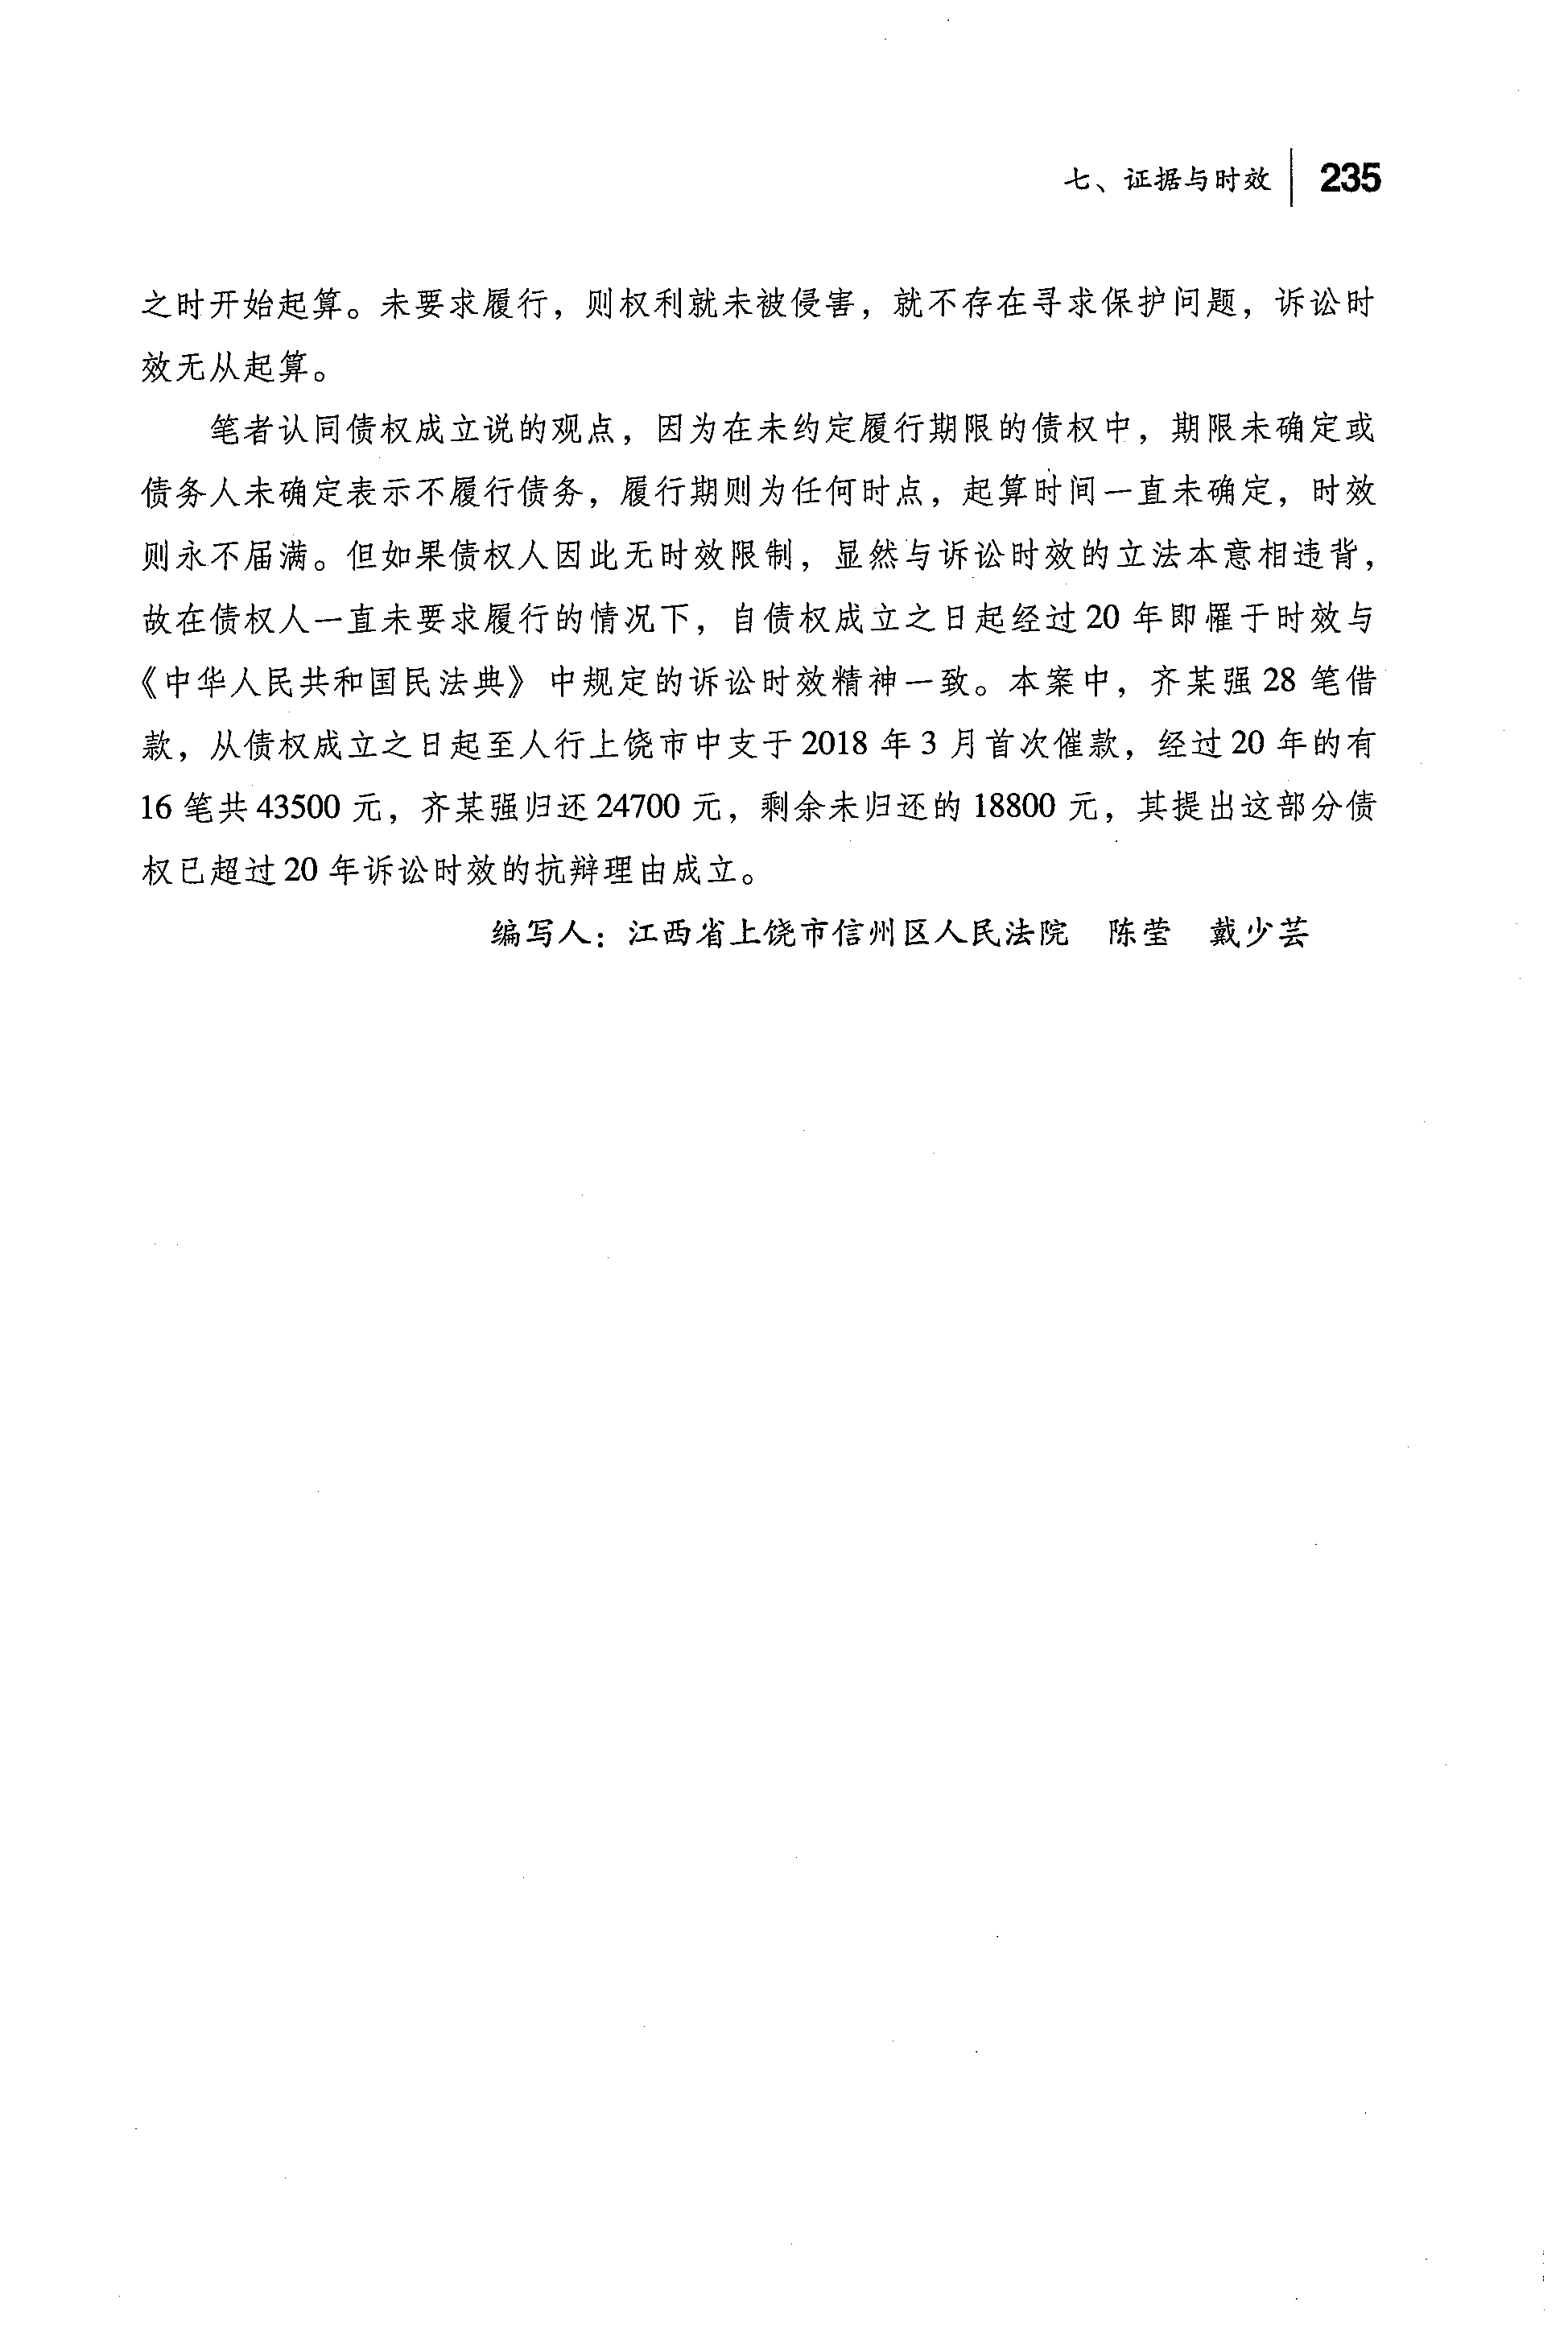 七、证据与时效 235
之时开始起算。未要求履行，则权利就未被侵害，就不存在寻求保护问题，诉讼时
效无从起算。
笔者认同债权成立说的观点，因为在未约定履行期限的债权中，期限未确定或
债务人未确定表示不履行债务，履行期则为任何时点，起算时间一直未确定，时效
则永不届满。但如果债权人因此无时效限制，显然与诉讼时效的立法本意相违背，
故在债权人一直未要求履行的情况下，自债权成立之日起经过20年即罹于时效与
《中华人民共和国民法典》中规定的诉讼时效精神一致。本案中，齐某强28笔借
款，从债权成立之日起至人行上饶市中支于2018年3月首次催款，经过20年的有
16笔共43500元，齐某强归还24700元，剩余未归还的18800元，其提出这部分债
权已超过20年诉讼时效的抗辩理由成立。
编写人：江西省上饶市信州区人民法院 陈莹 戴少芸